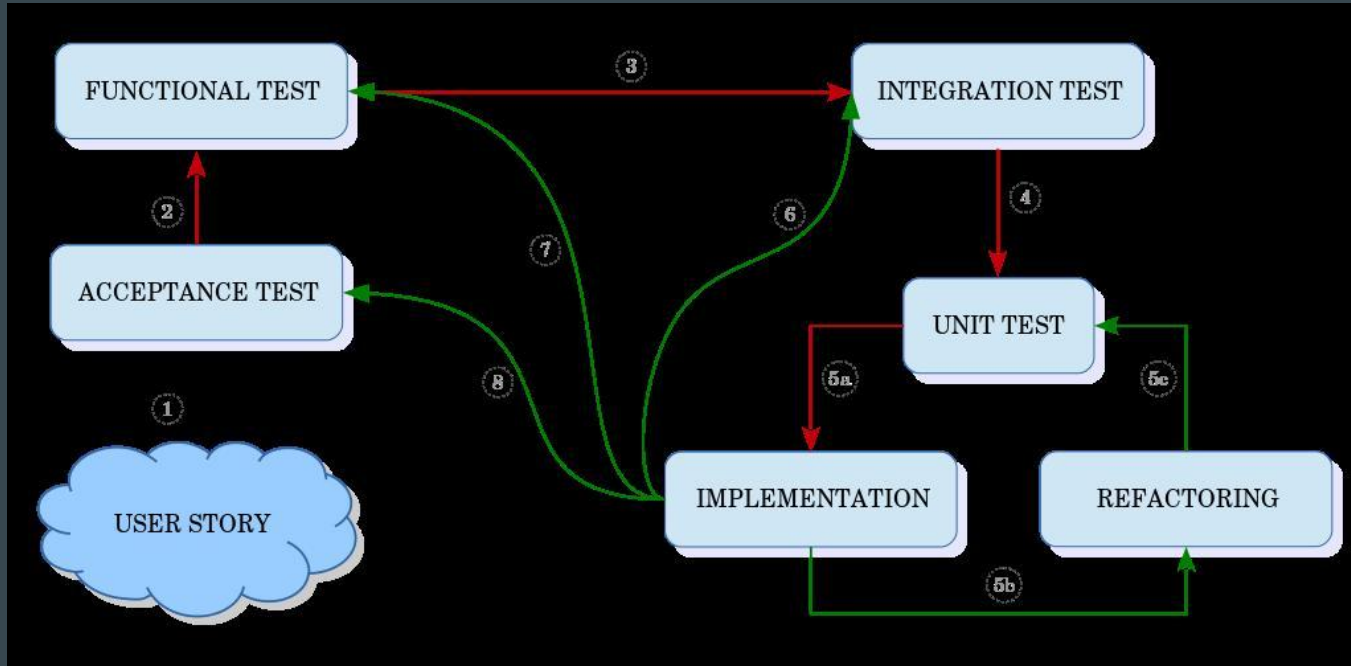 FUNCTIONAL TEST
3
INTEGRATION TEST
2
7
6
4
ACCEPTANCE TEST
UNIT TEST
8
5a
5c
1
USER STORY
IMPLEMENTATION
REFACTORING
5b